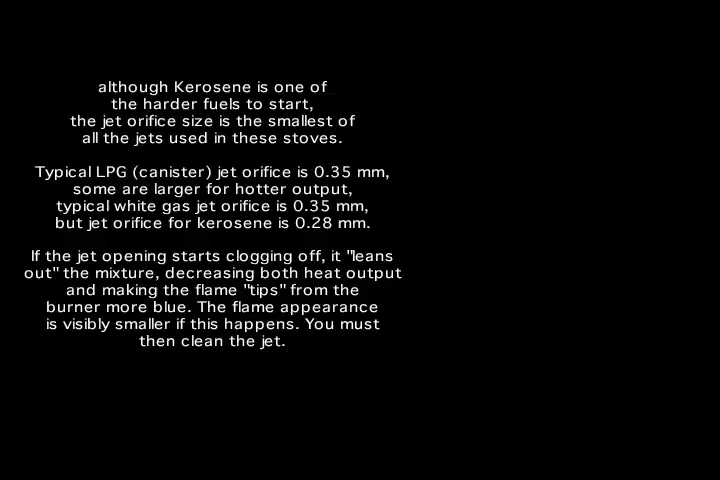 although Kerosene is one of
the harder fuels to start,
the jet orifice size is the smallest of
all the jets used in these stoves.
Typical LPG (canister) jet orifice is 0.35 mm,
some are larger for hotter output,
typical white gas jet orifice is 0.35 mm,
but jet orifice for kerosene is 0.28 mm.
If the jet opening starts clogging off, it "leans
out" the mixture, decreasing both heat output
and making the flame "tips" from the
burner more blue. The flame appearance
is visibly smaller if this happens. You must
then clean the jet.